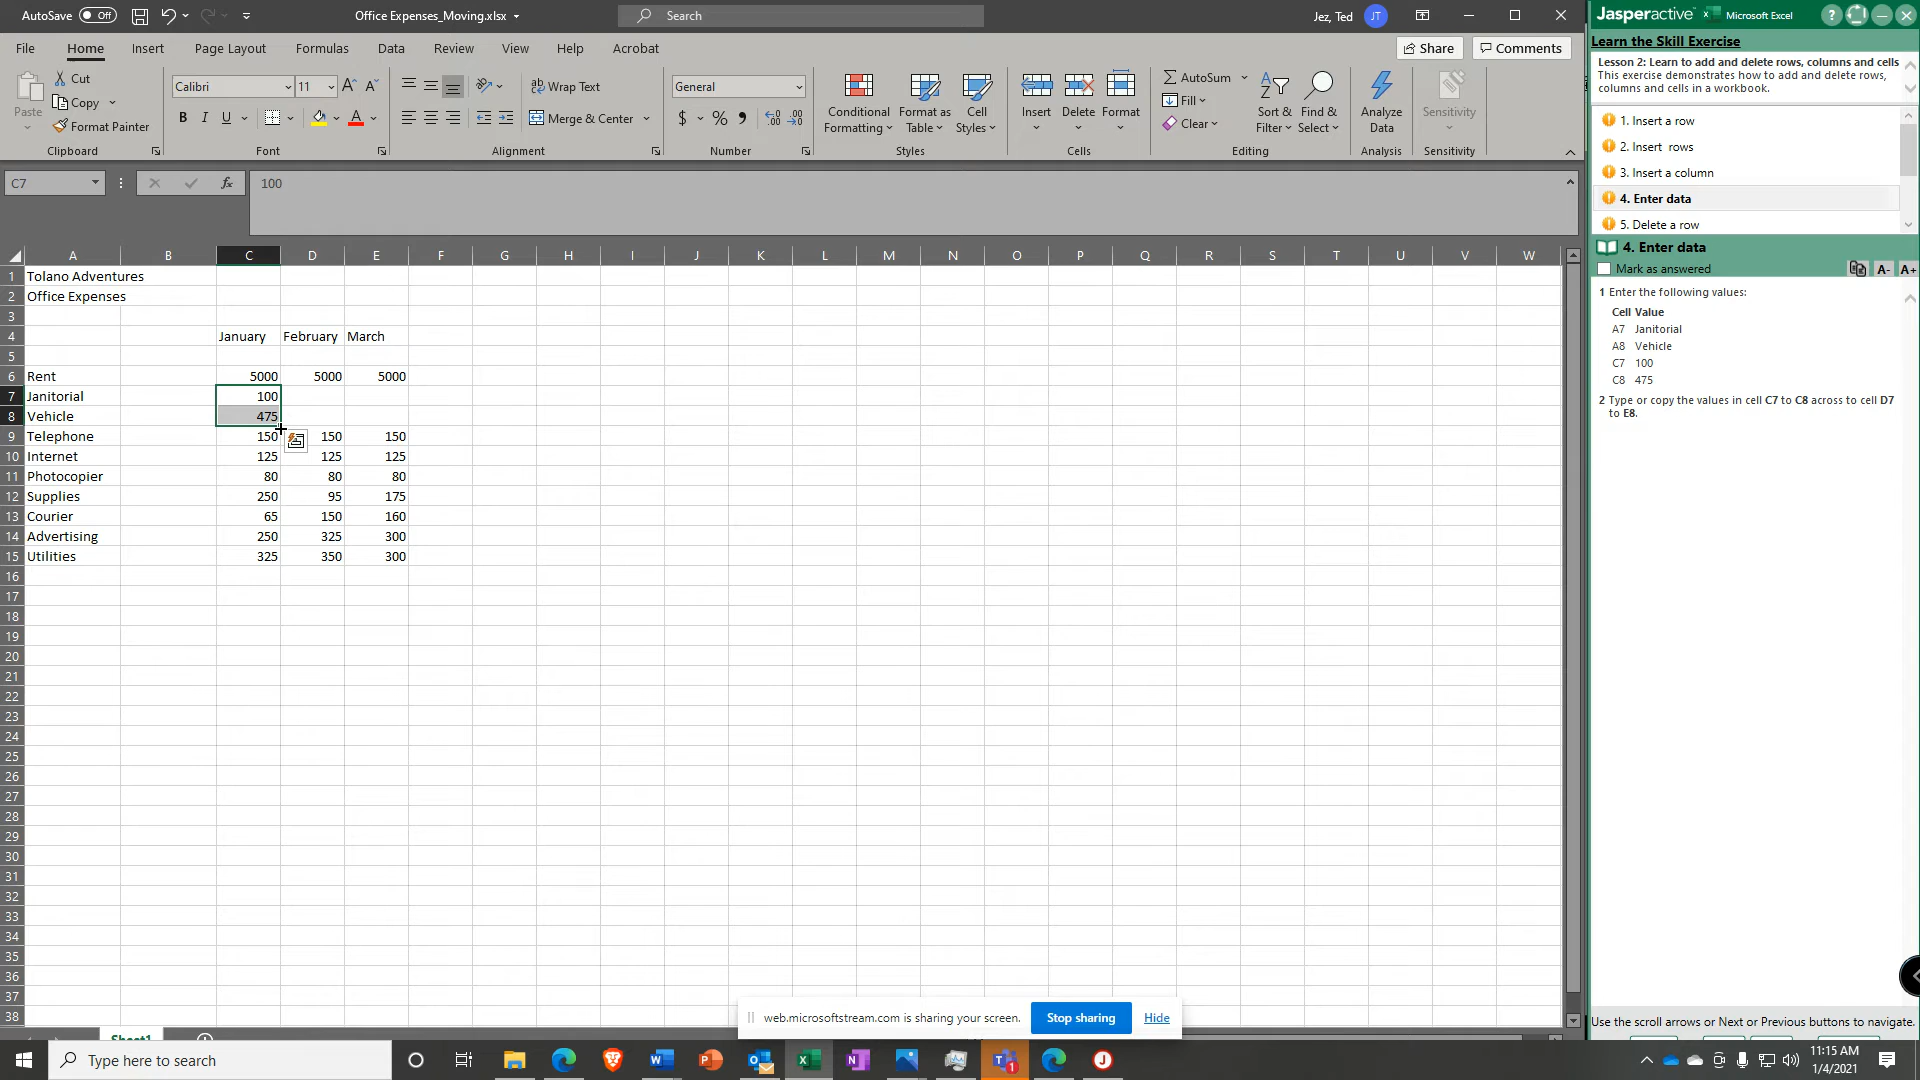 AutoSave Off Office Expenses_Moving.xlsx Search Jez, Ted JT
File Home Insert Draw Page Layout Formulas Data Review View Help Acrobat Share Comments
Paste Cut Copy Format Painter Clipboard
Calibri 11 B I U A Font
Wrap Text Merge & Center Alignment
General $ % Number
Conditional Formatting Format as Table Cell Styles Styles
Insert Delete Format Cells
AutoSum Fill Clear Sort & Filter Find & Select Editing
Analyze Data Analysis
Sensitivity Sensitivity
C7 fx 100
A B C D E F G H I J K L M N O P Q R S T U V W
1 Tolano Adventures
2 Office Expenses
3
4 January February March
5
6 Rent 5000 5000 5000
7 Janitorial 100
8 Vehicle 475
9 Telephone 150 150 150
10 Internet 125 125 125
11 Photocopier 80 80 80
12 Supplies 250 95 175
13 Courier 65 150 160
14 Advertising 250 325 300
15 Utilities 325 350 300
16
17
18
19
20
21
22
23
24
25
26
27
28
29
30
31
32
33
34
35
36
37
38
Sheet1
web.microsoftstream.com is sharing your screen. Stop sharing Hide
Jasperactive Microsoft Excel
Learn the Skill Exercise
Lesson 2: Learn to add and delete rows, columns and cells
This exercise demonstrates how to add and delete rows,
columns and cells in a workbook.
1. Insert a row
2. Insert rows
3. Insert a column
4. Enter data
5. Delete a row
4. Enter data
Mark as answered A- A+
1 Enter the following values:
Cell Value
A7 Janitorial
A8 Vehicle
C7 100
C8 475
2 Type or copy the values in cell C7 to C8 across to cell D7
to E8.
Use the scroll arrows or Next or Previous buttons to navigate.
Type here to search
11:15 AM
1/4/2021